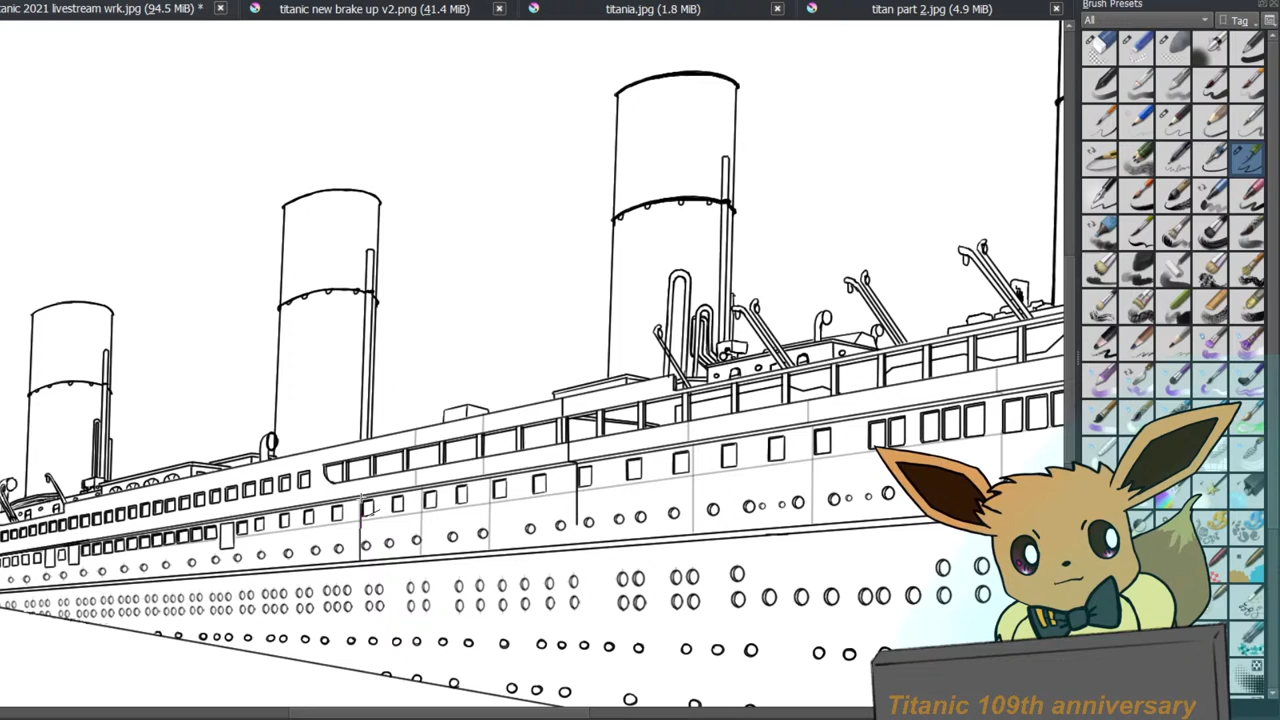 anic 2021 livestream wrk.jpg (94.5 MiB) *
titanic new brake up v2.png (41.4 MiB)
titania.jpg (1.8 MiB)
titan part 2.jpg (4.9 MiB)
Brush Presets
All
Tag
Titanic 109th anniversary